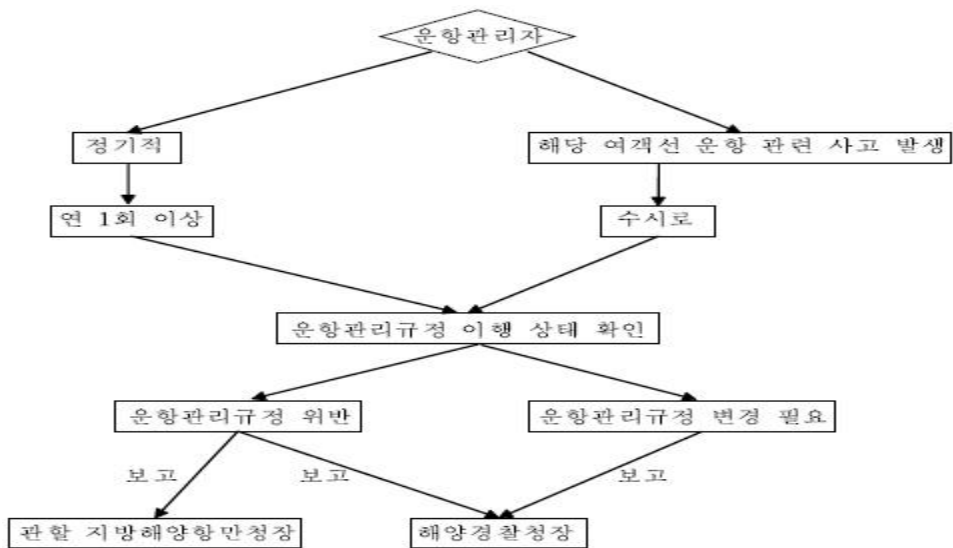 운항관리자
정기적
해당 여객선 운항 관련 사고 발생
연 1회 이상
수시로
운항관리규정 이행 상태 확인
운항관리규정 위반
운항관리규정 변경 필요
보고
보고
보고
관할 지방해양항만청장
해양경찰청장